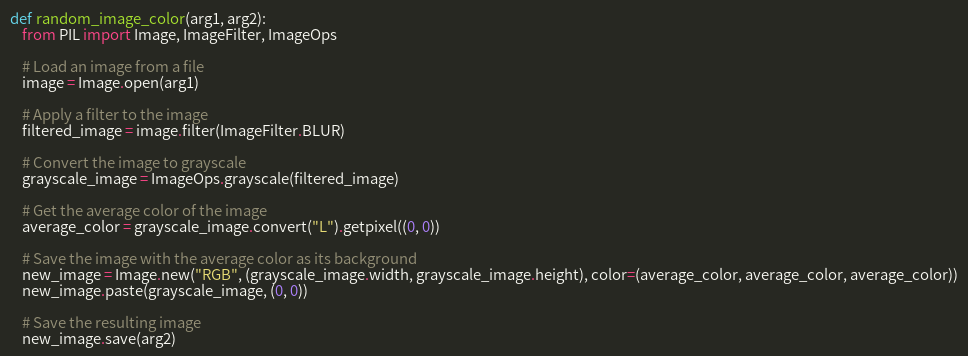 def random_image_color(arg1, arg2):
from PIL import Image, ImageFilter, ImageOps
# Load an image from a file
image = Image.open(arg1)
# Apply a filter to the image
filtered_image = image.filter(ImageFilter.BLUR)
# Convert the image to grayscale
grayscale_image = ImageOps.grayscale(filtered_image)
# Get the average color of the image
average_color = grayscale_image.convert("L").getpixel((0, 0))
# Save the image with the average color as its background
new_image = Image.new("RGB", (grayscale_image.width, grayscale_image.height), color=(average_color, average_color, average_color))
new_image.paste(grayscale_image, (0, 0))
# Save the resulting image
new_image.save(arg2)